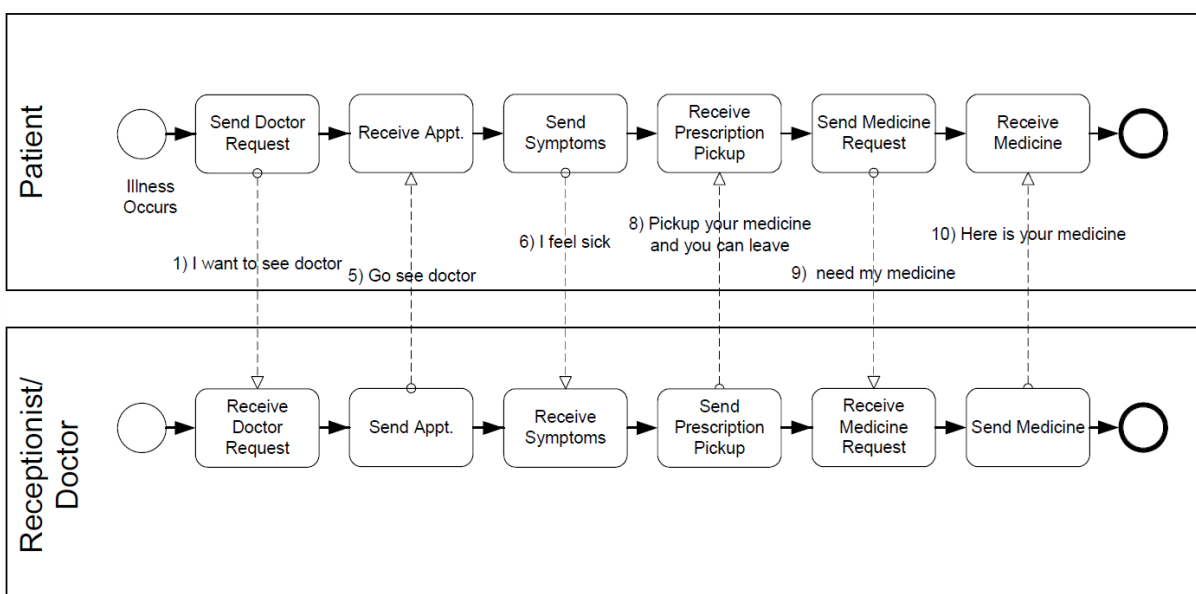 Patient
Send Doctor
Request
Receive Appt.
Send
Symptoms
Receive
Prescription
Pickup
Send Medicine
Request
Receive
Medicine
Illness
Occurs
1) I want to see doctor
5) Go see doctor
6) I feel sick
8) Pickup your medicine
and you can leave
9) need my medicine
10) Here is your medicine
Receptionist/
Doctor
Receive
Doctor
Request
Send Appt.
Receive
Symptoms
Send
Prescription
Pickup
Receive
Medicine
Request
Send Medicine